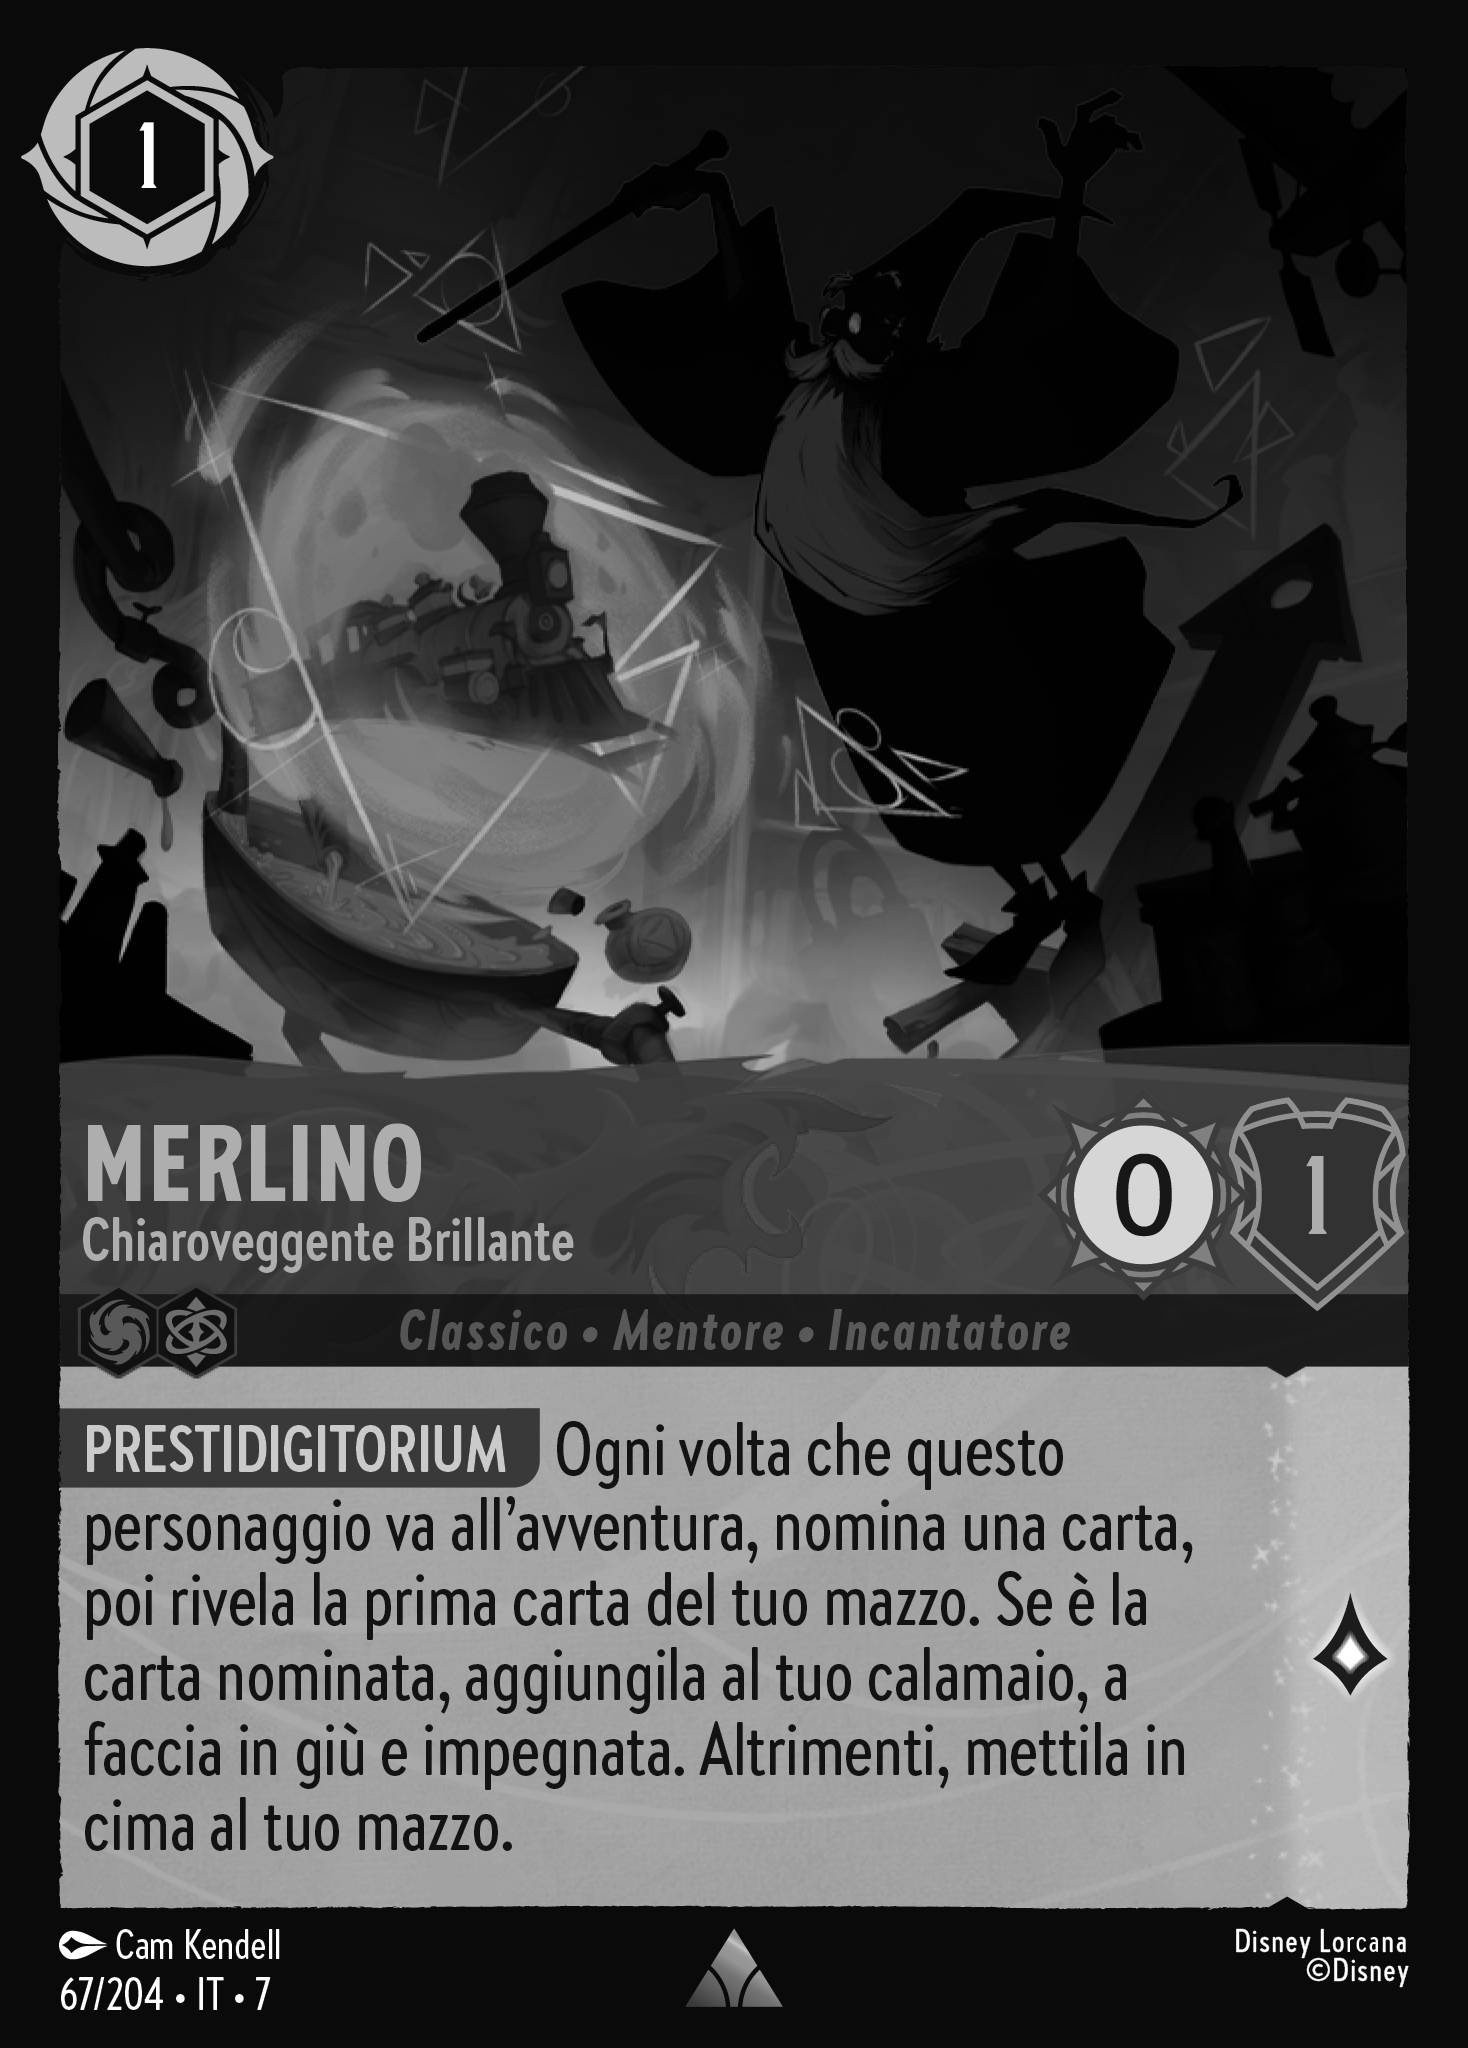 1
MERLINO
Chiaroveggente Brillante
0
1
Classico • Mentore • Incantatore
PRESTIDIGITORIUM Ogni volta che questo
personaggio va all’avventura, nomina una carta,
poi rivela la prima carta del tuo mazzo. Se è la
carta nominata, aggiungila al tuo calamaio, a
faccia in giù e impegnata. Altrimenti, mettila in
cima al tuo mazzo.
Cam Kendell
67/204 • IT • 7
Disney Lorcana
©Disney